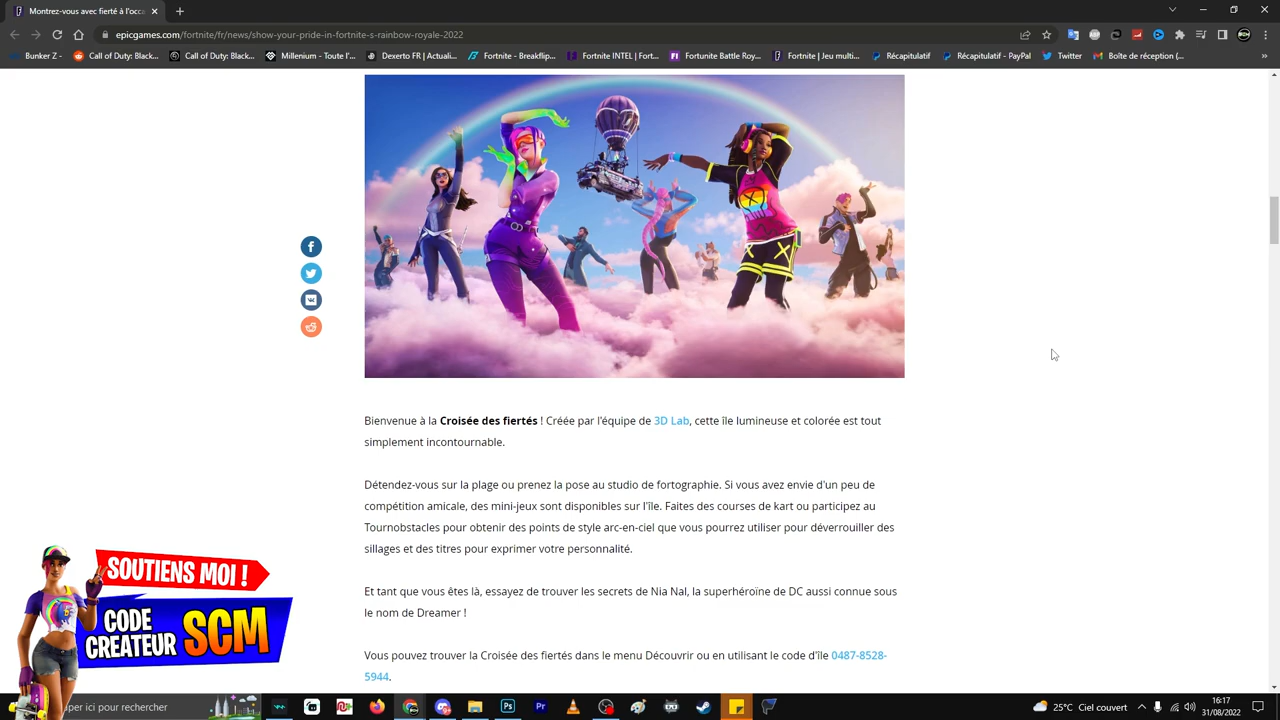 Montrez-vous avec fierté à l'occa
epicgames.com/fortnite/fr/news/show-your-pride-in-fortnite-s-rainbow-royale-2022
Bunker Z -
Call of Duty: Black...
Call of Duty: Black...
Millenium - Toute l'...
Dexerto FR | Actuali...
Fortnite - Breakflip...
Fortnite INTEL | Fort...
Fortunite Battle Roy...
Fortnite | Jeu multi...
Récapitulatif
Récapitulatif - PayPal
Twitter
Boîte de réception (...
Bienvenue à la Croisée des fiertés ! Créée par l'équipe de 3D Lab, cette île lumineuse et colorée est tout
simplement incontournable.
Détendez-vous sur la plage ou prenez la pose au studio de fortographie. Si vous avez envie d'un peu de
compétition amicale, des mini-jeux sont disponibles sur l'île. Faites des courses de kart ou participez au
Tournobstacles pour obtenir des points de style arc-en-ciel que vous pourrez utiliser pour déverrouiller des
sillages et des titres pour exprimer votre personnalité.
Et tant que vous êtes là, essayez de trouver les secrets de Nia Nal, la superhéroïne de DC aussi connue sous
le nom de Dreamer !
Vous pouvez trouver la Croisée des fiertés dans le menu Découvrir ou en utilisant le code d'île 0487-8528-
5944.
SOUTIENS MOI !
CODE
CREATEUR SCM
per ici pour rechercher
25°C Ciel couvert
16:17
31/08/2022